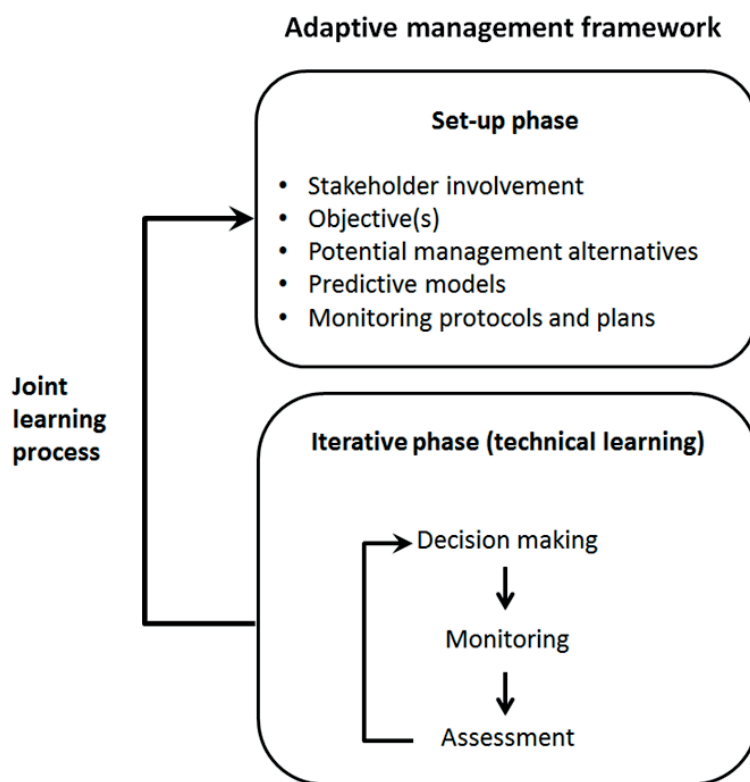 Adaptive management framework
Set-up phase
• Stakeholder involvement
• Objective(s)
• Potential management alternatives
• Predictive models
• Monitoring protocols and plans
Joint
learning
process
Iterative phase (technical learning)
Decision making
Monitoring
Assessment